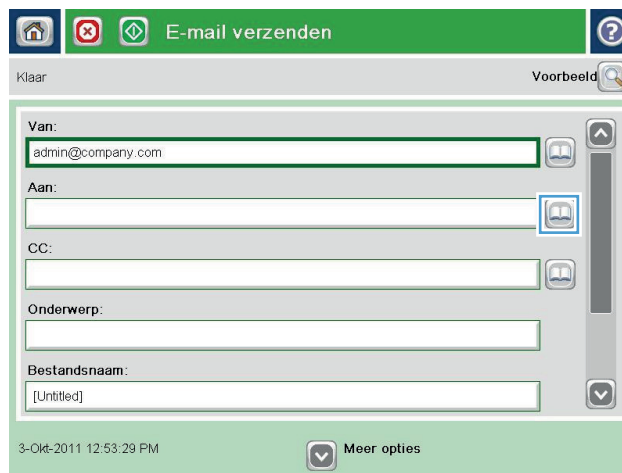 E-mail verzenden
Klaar
Voorbeeld
Van:
admin@company.com
Aan:
CC:
Onderwerp:
Bestandsnaam:
[Untitled]
3-Okt-2011 12:53:29 PM
Meer opties